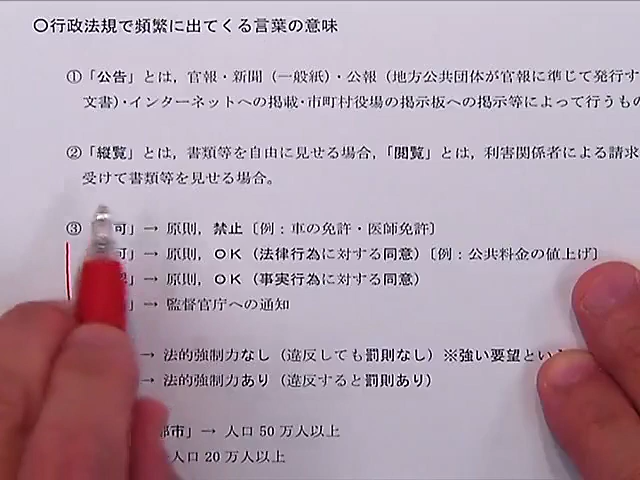 〇行政法規で頻繁に出てくる言葉の意味
①「公告」とは，官報・新聞（一般紙）・公報（地方公共団体が官報に準じて発行す
文書）・インターネットへの掲載・市町村役場の掲示板への掲示等によって行うもの
②「縦覧」とは，書類等を自由に見せる場合，「閲覧」とは，利害関係者による請求
受けて書類等を見せる場合。
③ 可」→ 原則，禁止〔例：車の免許・医師免許〕
可」→ 原則，ＯＫ（法律行為に対する同意）〔例：公共料金の値上げ〕
」→ 原則，ＯＫ（事実行為に対する同意）
」→ 監督官庁への通知
→ 法的強制力なし（違反しても罰則なし）※強い要望とい
→ 法的強制力あり（違反すると罰則あり）
都市」→ 人口 50 万人以上
人口 20 万人以上